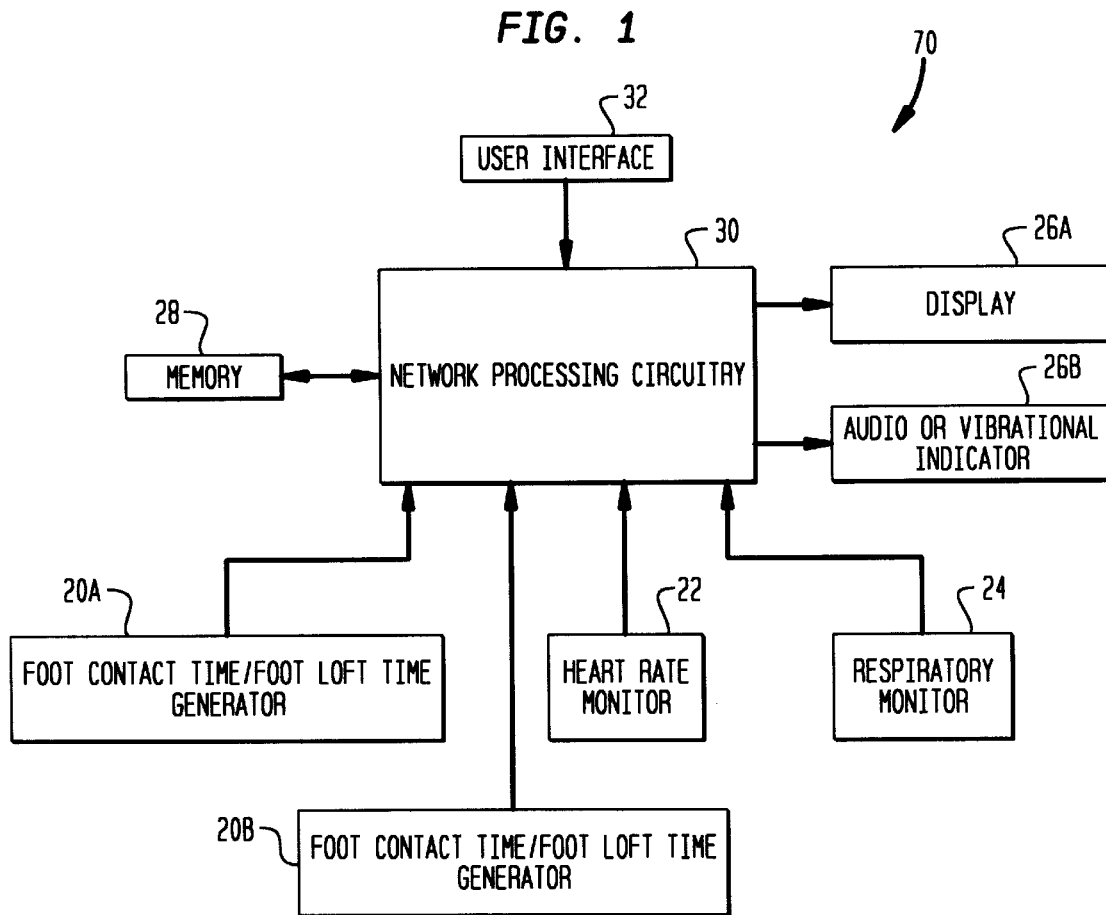 FIG. 1
70
32
USER INTERFACE
30
26A
DISPLAY
28
MEMORY
NETWORK PROCESSING CIRCUITRY
26B
AUDIO OR VIBRATIONAL
INDICATOR
20A
FOOT CONTACT TIME/FOOT LOFT TIME
GENERATOR
22
HEART RATE
MONITOR
24
RESPIRATORY
MONITOR
20B
FOOT CONTACT TIME/FOOT LOFT TIME
GENERATOR